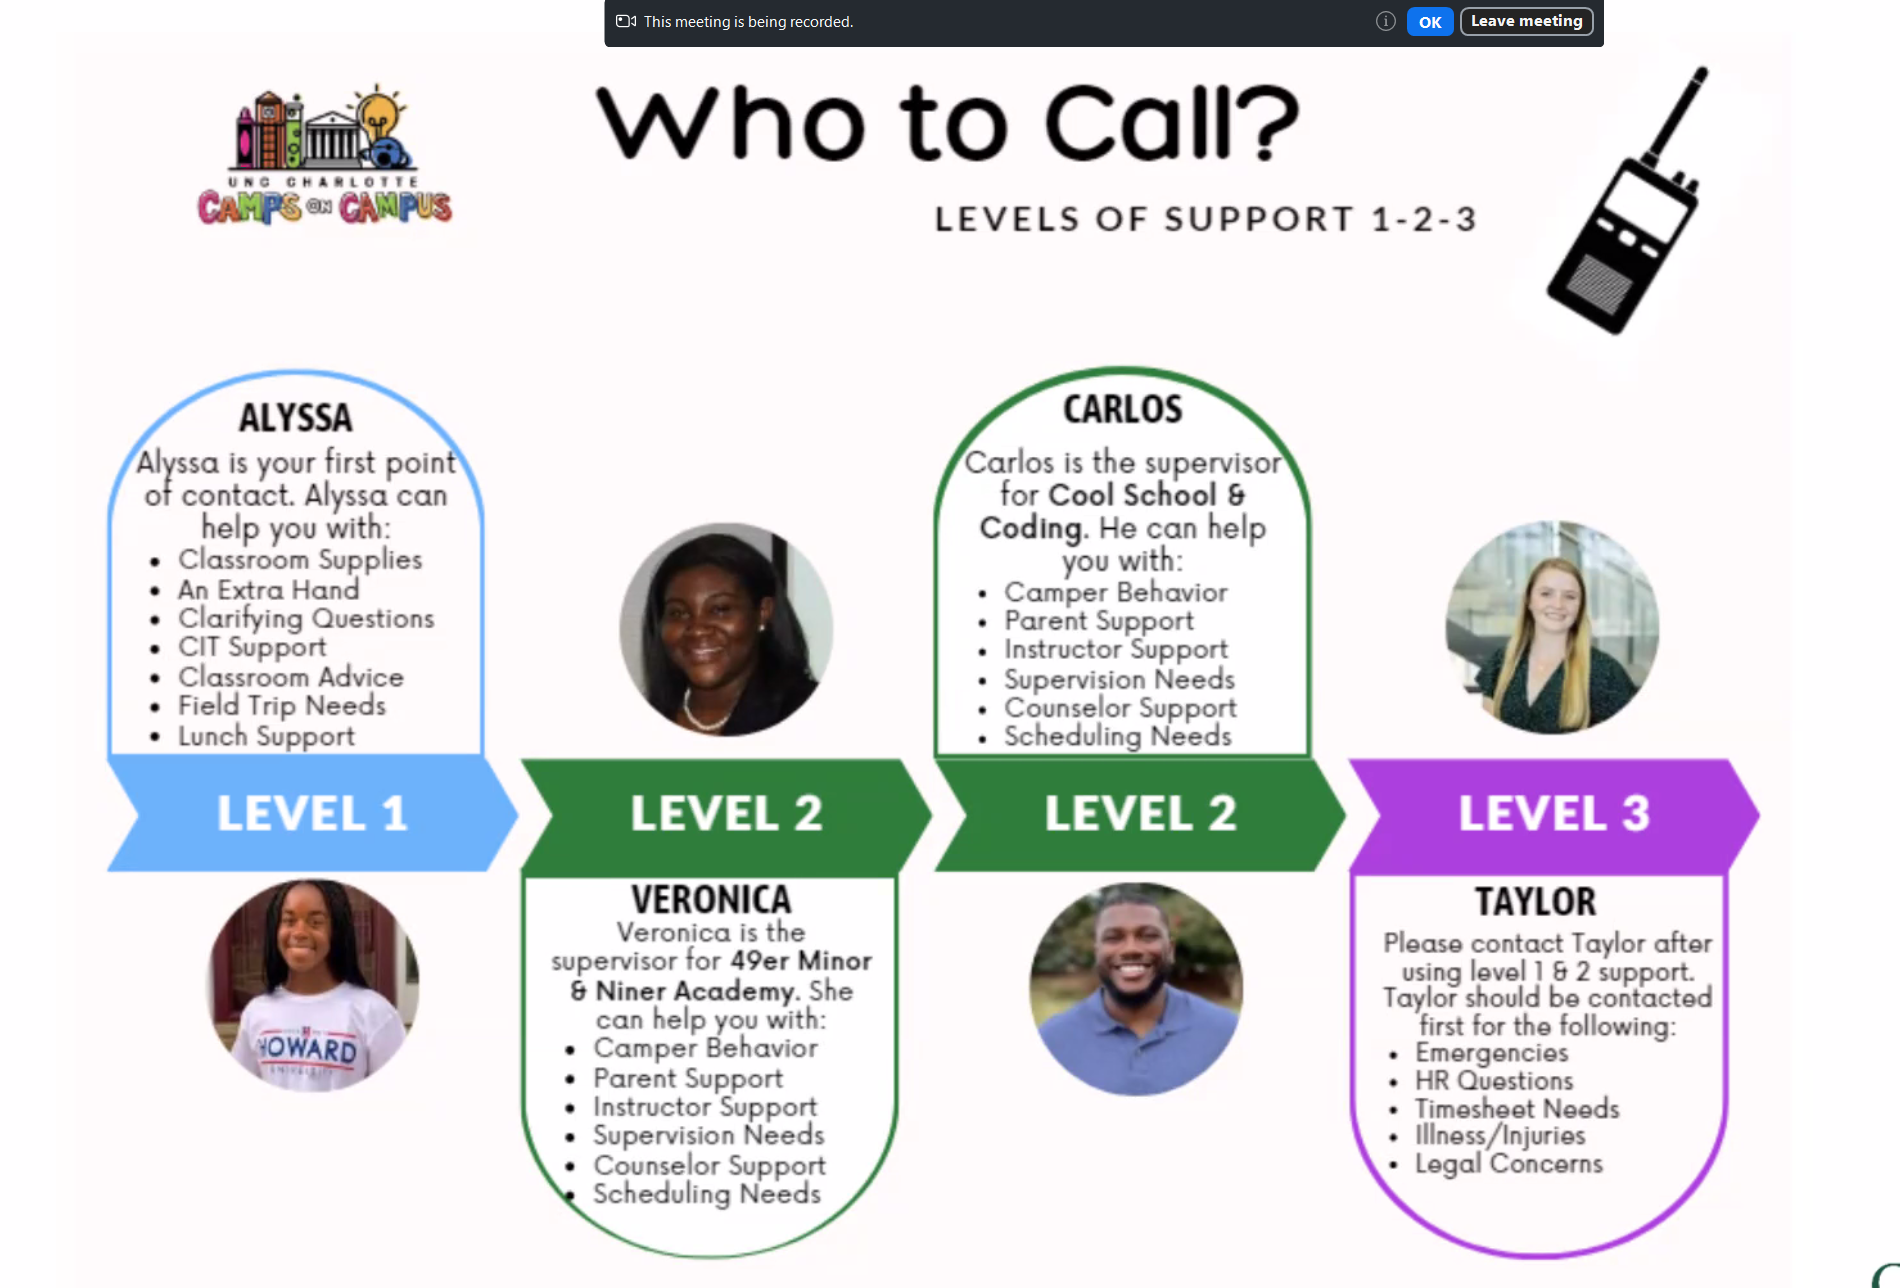 This meeting is being recorded.
OK
Leave meeting
UNC CHARLOTTE
CAMPS ON CAMPUS
Who to Call?
LEVELS OF SUPPORT 1-2-3
ALYSSA
Alyssa is your first point
of contact. Alyssa can
help you with:
• Classroom Supplies
• An Extra Hand
• Clarifying Questions
• CIT Support
• Classroom Advice
• Field Trip Needs
• Lunch Support
LEVEL 1
HOWARD
UNIVERSITY
LEVEL 2
VERONICA
Veronica is the
supervisor for 49er Minor
& Niner Academy. She
can help you with:
• Camper Behavior
• Parent Support
• Instructor Support
• Supervision Needs
• Counselor Support
• Scheduling Needs
CARLOS
Carlos is the supervisor
for Cool School &
Coding. He can help
you with:
• Camper Behavior
• Parent Support
• Instructor Support
• Supervision Needs
• Counselor Support
• Scheduling Needs
LEVEL 2
LEVEL 3
TAYLOR
Please contact Taylor after
using level 1 & 2 support.
Taylor should be contacted
first for the following:
• Emergencies
• HR Questions
• Timesheet Needs
• Illness/Injuries
• Legal Concerns